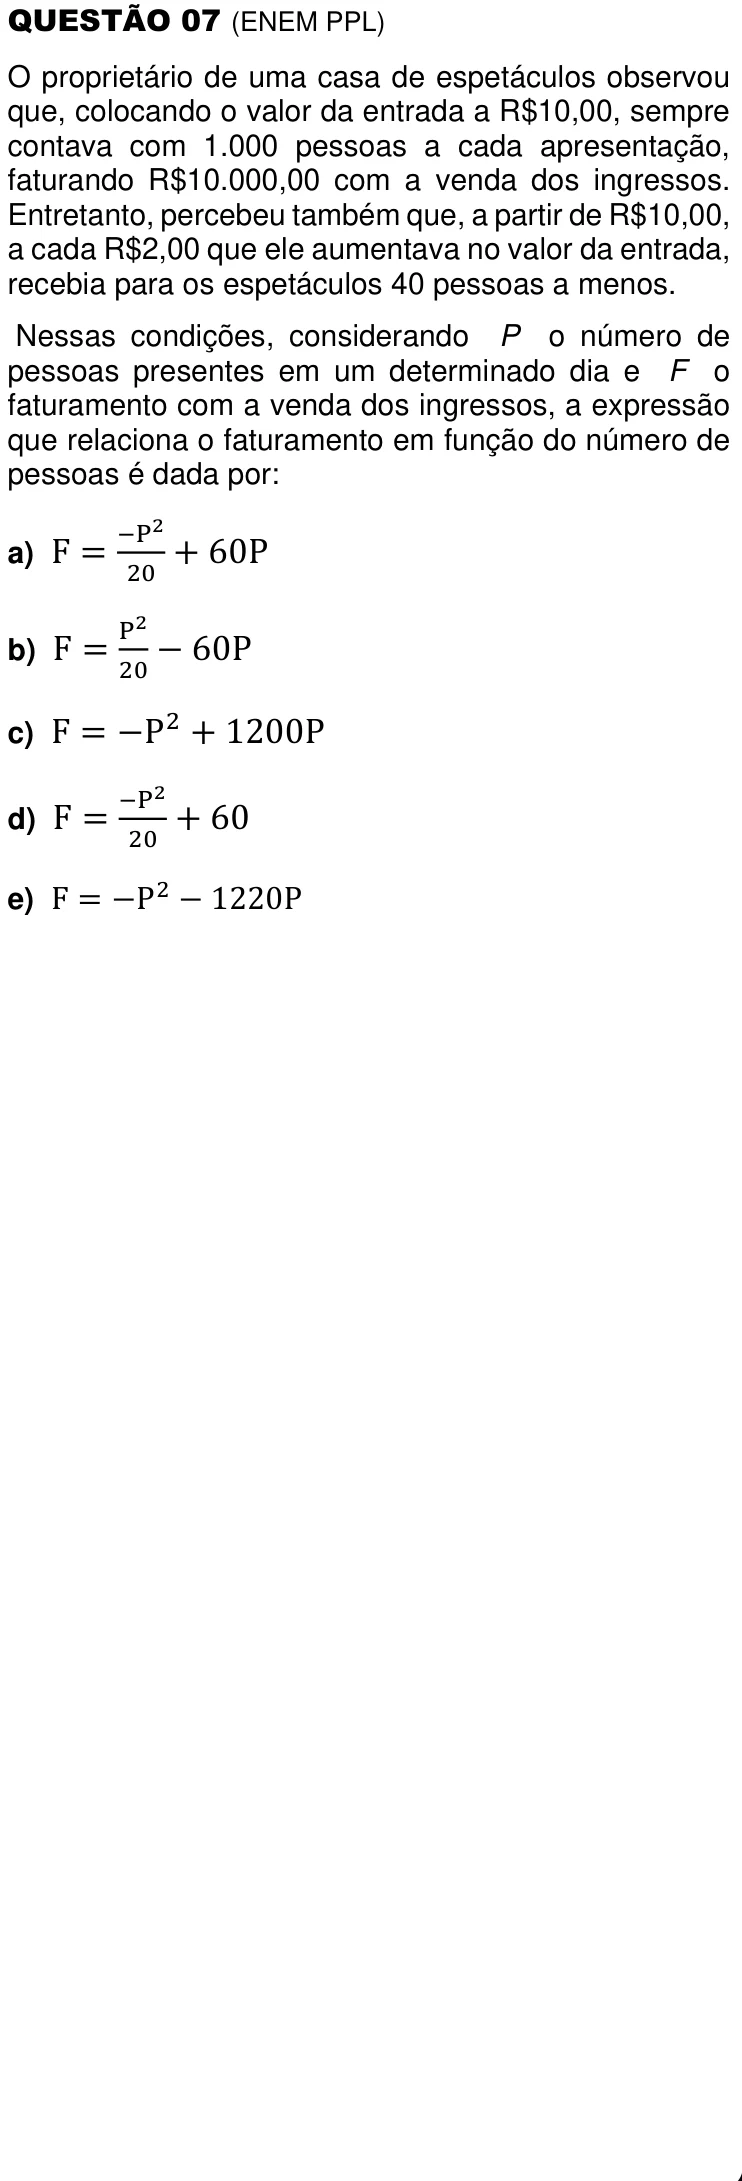 QUESTÃO 07 (ENEM PPL)
O proprietário de uma casa de espetáculos observou
que, colocando o valor da entrada a R$10,00, sempre
contava com 1.000 pessoas a cada apresentação,
faturando R$10.000,00 com a venda dos ingressos.
Entretanto, percebeu também que, a partir de R$10,00,
a cada R$2,00 que ele aumentava no valor da entrada,
recebia para os espetáculos 40 pessoas a menos.
Nessas condições, considerando P o número de
pessoas presentes em um determinado dia e F o
faturamento com a venda dos ingressos, a expressão
que relaciona o faturamento em função do número de
pessoas é dada por:
a) F = −P²/20 + 60P
b) F = P²/20 − 60P
c) F = −P² + 1200P
d) F = −P²/20 + 60
e) F = −P² − 1220P